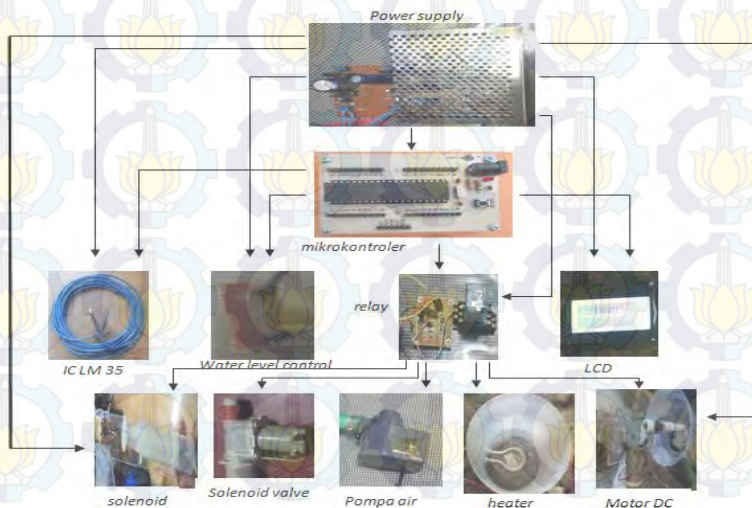 Power supply
mikrokontroler
relay
IC LM 35
Water level control
LCD
solenoid
Solenoid valve
Pompa air
heater
Motor DC